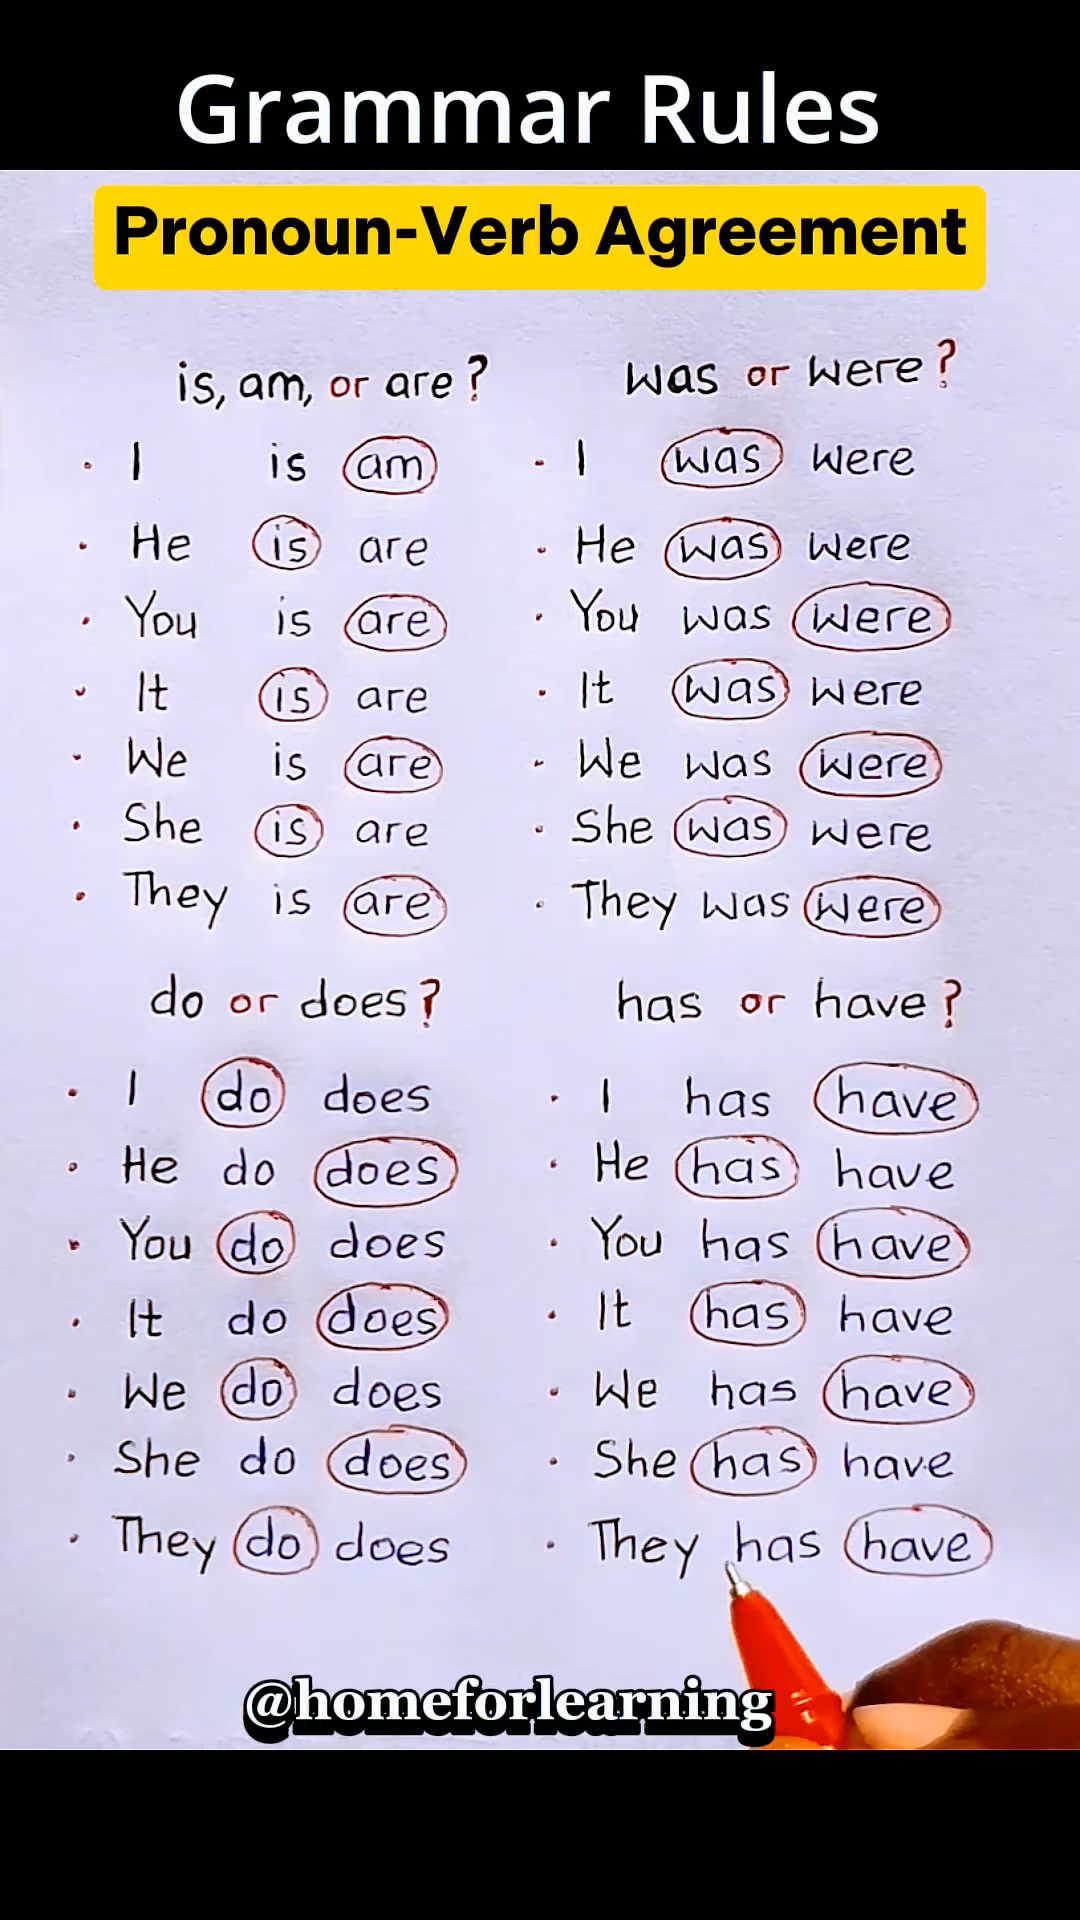 Grammar Rules
Pronoun-Verb Agreement
is, am, or are?
· I is am
· He is are
· You is are
· It is are
· We is are
· She is are
· They is are
was or were?
· I was were
· He was were
· You was were
· It was were
· We was were
· She was were
· They was were
do or does?
· I do does
· He do does
· You do does
· It do does
· We do does
· She do does
· They do does
has or have?
· I has have
· He has have
· You has have
· It has have
· We has have
· She has have
· They has have
@homeforlearning